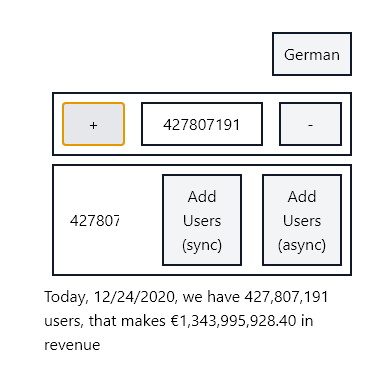 German
+ 427807191 -
427807 Add Users (sync) Add Users (async)
Today, 12/24/2020, we have 427,807,191
users, that makes €1,343,995,928.40 in
revenue